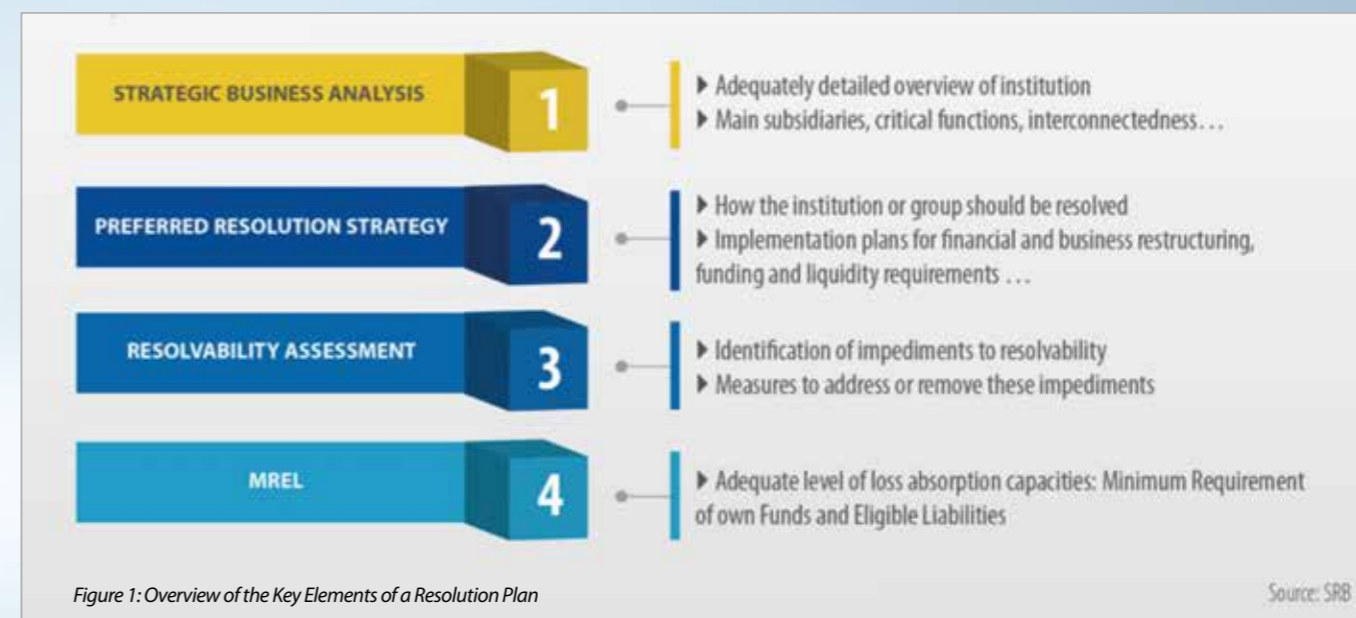 STRATEGIC BUSINESS ANALYSIS
1
▶ Adequately detailed overview of institution
▶ Main subsidiaries, critical functions, interconnectedness…
PREFERRED RESOLUTION STRATEGY
2
▶ How the institution or group should be resolved
▶ Implementation plans for financial and business restructuring,
funding and liquidity requirements …
RESOLVABILITY ASSESSMENT
3
▶ Identification of impediments to resolvability
▶ Measures to address or remove these impediments
MREL
4
▶ Adequate level of loss absorption capacities: Minimum Requirement
of own Funds and Eligible Liabilities
Figure 1: Overview of the Key Elements of a Resolution Plan
Source: SRB